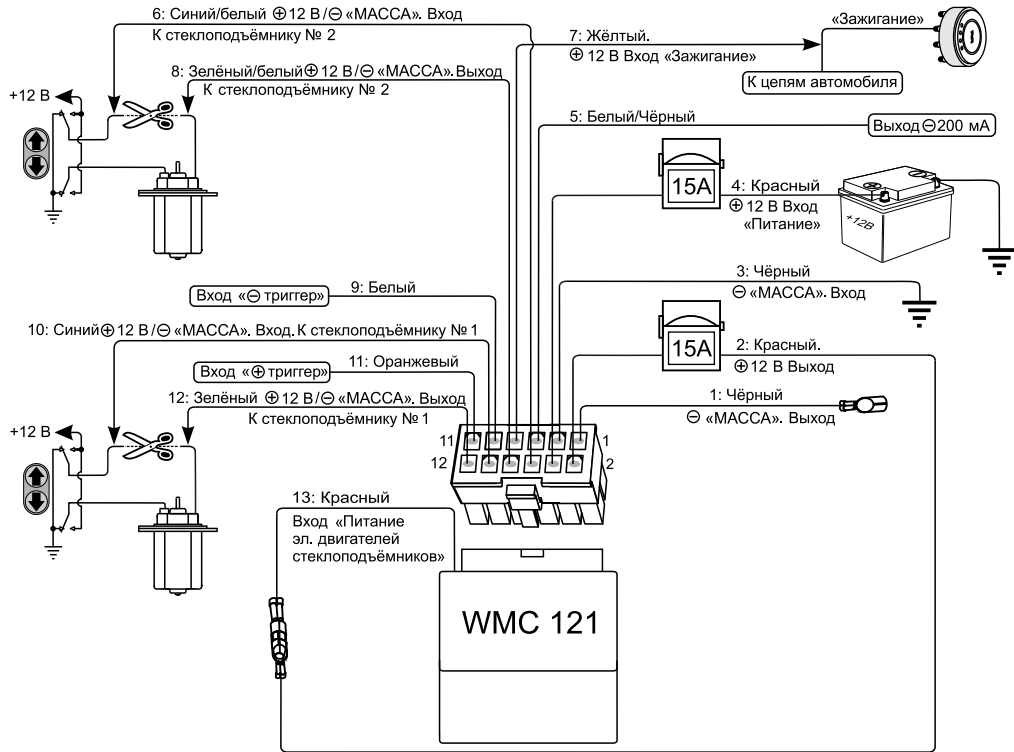 6: Синий/белый ⊕12 В/⊖ «МАССА». Вход
К стеклоподъёмнику № 2
8: Зелёный/белый⊕12 В/⊖ «МАССА». Выход
К стеклоподъёмнику № 2
+12 В
7: Жёлтый.
⊕ 12 В Вход «Зажигание»
«Зажигание»
К цепям автомобиля
5: Белый/Чёрный
Выход⊖200 мА
15А
4: Красный
⊕12 В Вход
«Питание»
+12В
3: Чёрный
⊖ «МАССА». Вход
9: Белый
Вход «⊖ триггер»
10: Синий⊕12 В/⊖ «МАССА». Вход. К стеклоподъёмнику № 1
15А
2: Красный.
⊕12 В Выход
11: Оранжевый
Вход «⊕ триггер»
12: Зелёный ⊕12 В/⊖ «МАССА». Выход
К стеклоподъёмнику № 1
1: Чёрный
⊖ «МАССА». Выход
+12 В
11
1
12
2
13: Красный
Вход «Питание
эл. двигателей
стеклоподъёмников»
WMC 121